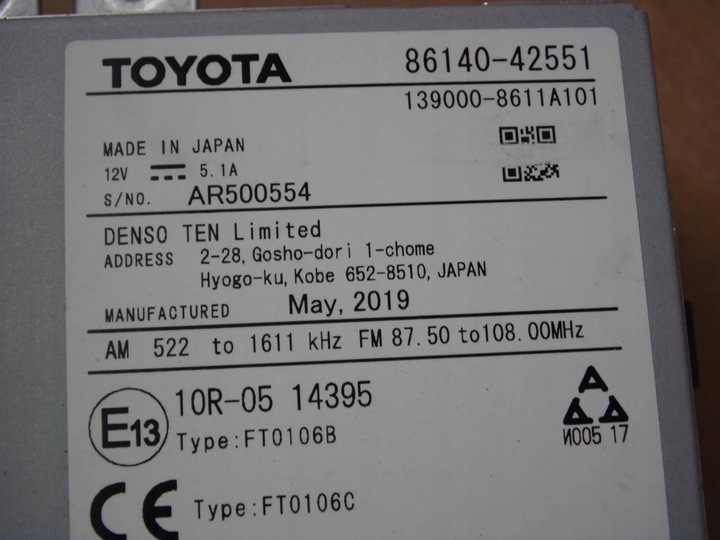 TOYOTA 86140-42551
139000-8611A101
MADE IN JAPAN
12V 5.1A
S/NO. AR500554
DENSO TEN Limited
ADDRESS 2-28, Gosho-dori 1-chome
Hyogo-ku, Kobe 652-8510, JAPAN
MANUFACTURED May, 2019
AM 522 to 1611 kHz FM 87.50 to 108.00MHz
E13 10R-05 14395
Type:FT0106B
И005 17
CE Type:FT0106C